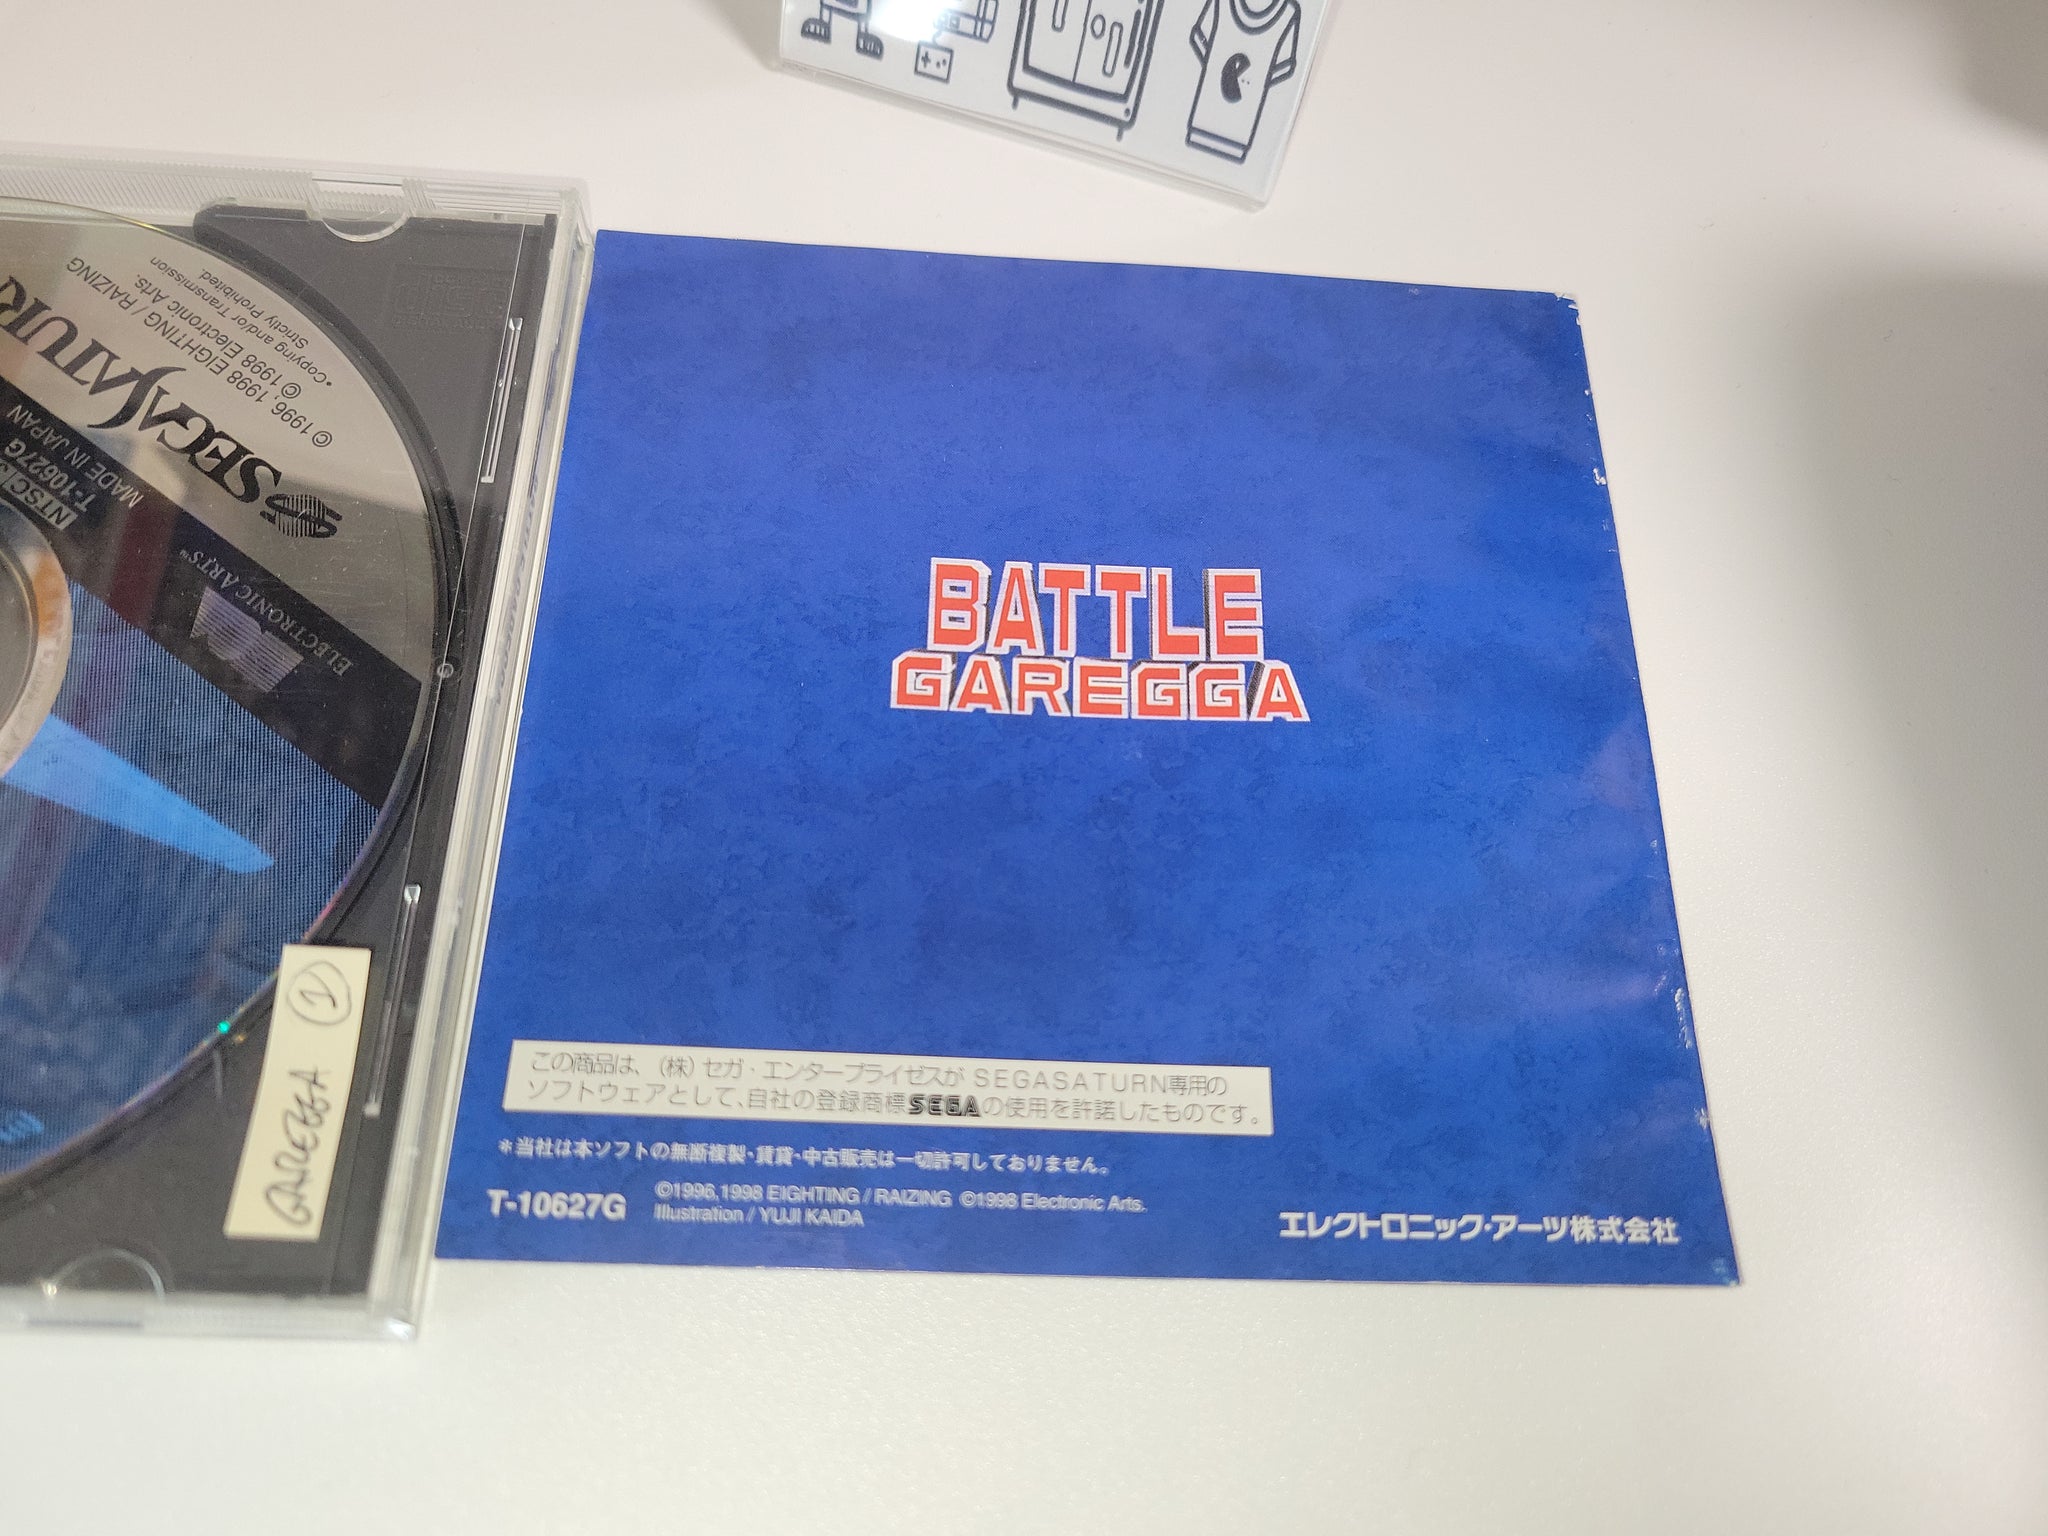 BATTLE
GAREGGA
この商品は、（株）セガ・エンタープライゼスが SEGASATURN専用の
ソフトウェアとして、自社の登録商標SEGAの使用を許諾したものです。
＊当社は本ソフトの無断複製・賃貸・中古販売は一切許可しておりません。
T-10627G
©1996,1998 EIGHTING / RAIZING ©1998 Electronic Arts.
Illustration / YUJI KAIDA
エレクトロニック・アーツ株式会社
SEGA SATURN
©1996, 1998 EIGHTING / RAIZING
©1998 Electronic Arts.
•Copying and/or Transmission
Strictly Prohibited.
NTSC
T-10627G
MADE IN JAPAN
ELECTRONIC ARTS™
GAREGGA ①